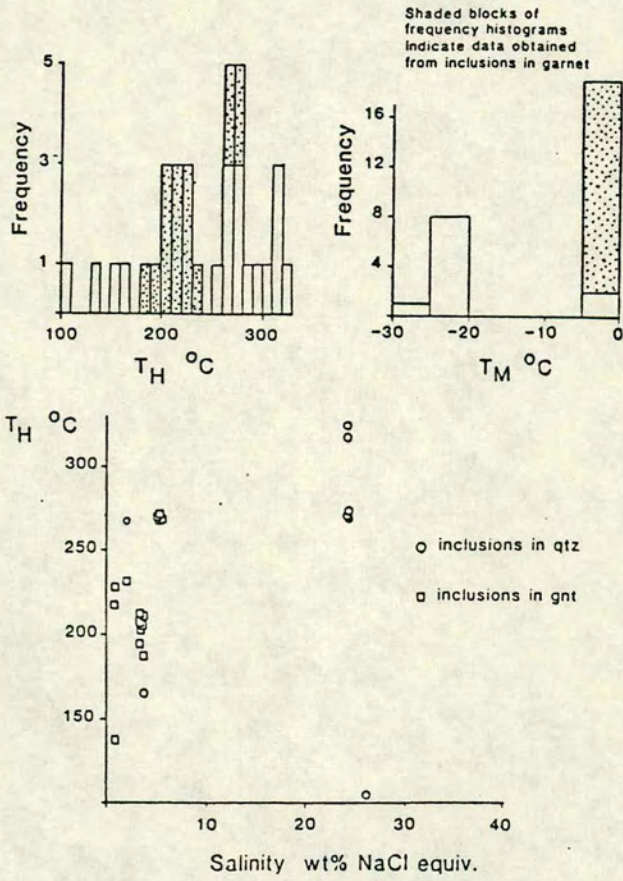 Shaded blocks of
frequency histograms
Indicate data obtained
from inclusions in garnet
Frequency
5
3
1
100
200
300
T_H °C
Frequency
16
12
8
4
-30
-20
-10
0
T_M °C
T_H °C
300
250
200
150
10
20
30
40
Salinity wt% NaCl equiv.
o inclusions in qtz
□ inclusions in gnt